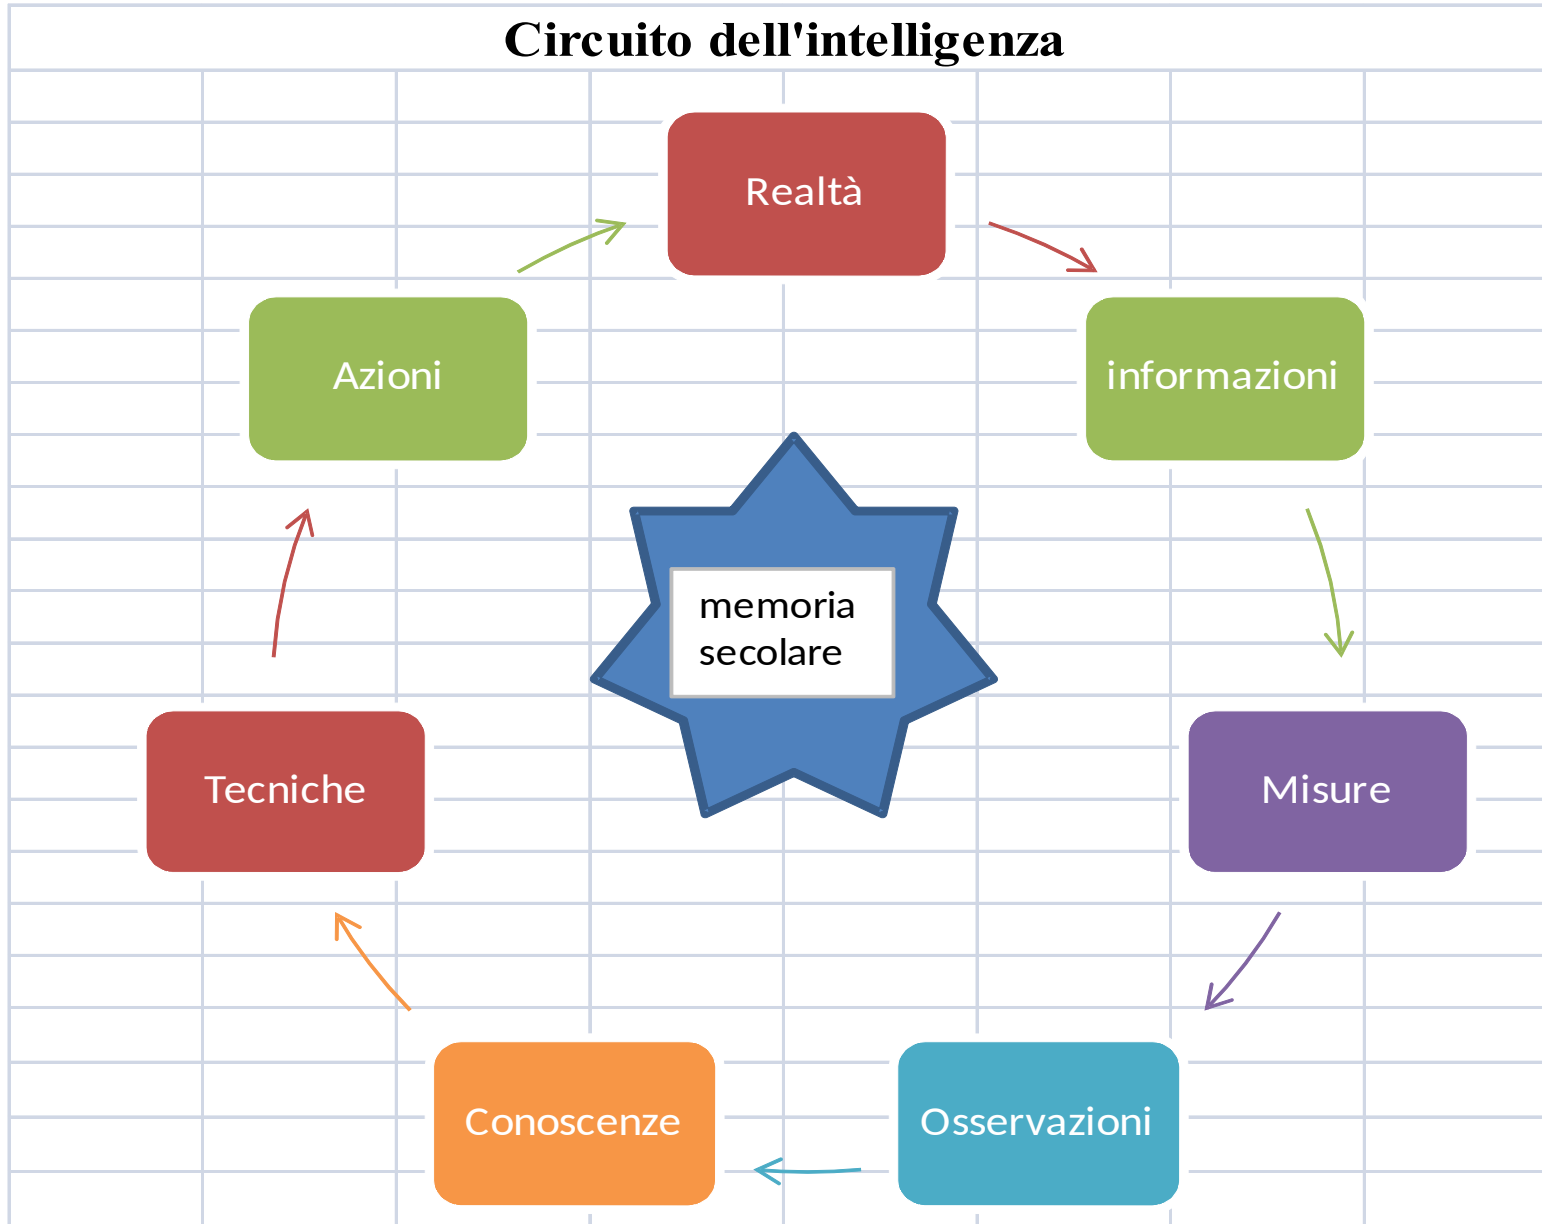 Circuito dell'intelligenza
Realtà
informazioni
Misure
Osservazioni
Conoscenze
Tecniche
Azioni
memoria
secolare